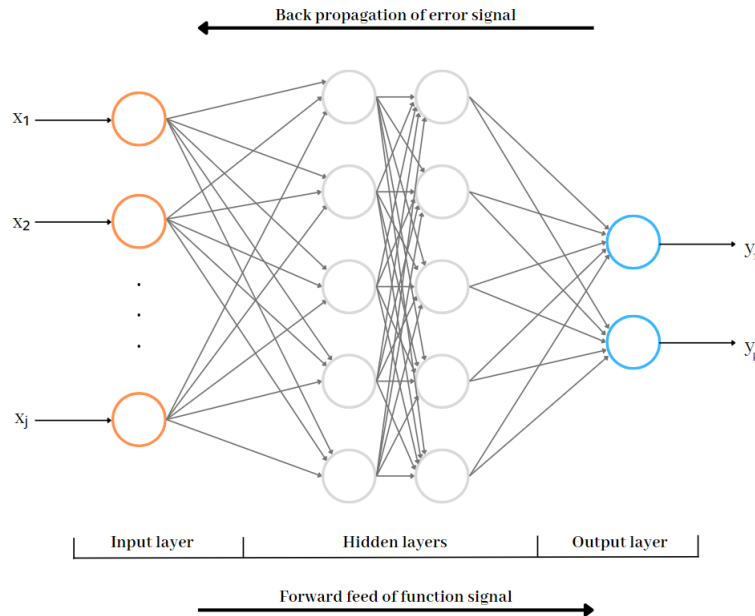 Back propagation of error signal
x1
x2
xj
y
y
Input layer
Hidden layers
Output layer
Forward feed of function signal